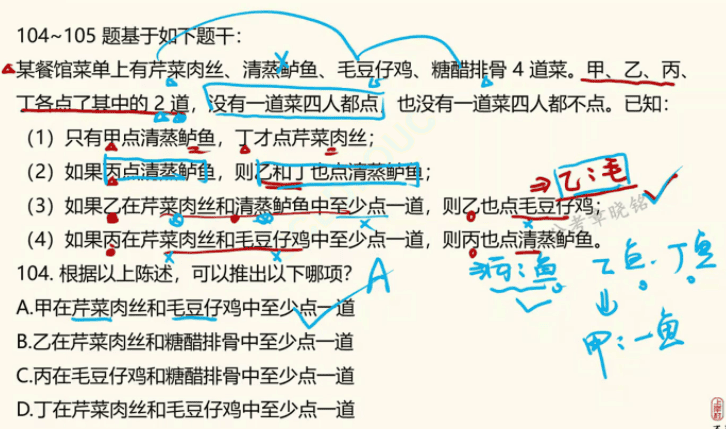 104~105 题基于如下题干:
某餐馆菜单上有芹菜肉丝、清蒸鲈鱼、毛豆仔鸡、糖醋排骨 4 道菜。甲、乙、丙、
丁各点了其中的 2 道,没有一道菜四人都点,也没有一道菜四人都不点。已知:
(1)只有甲点清蒸鲈鱼,丁才点芹菜肉丝;
(2)如果丙点清蒸鲈鱼,则乙和丁也点清蒸鲈鱼;
⇒乙:毛
(3)如果乙在芹菜肉丝和清蒸鲈鱼中至少点一道,则乙也点毛豆仔鸡;
(4)如果丙在芹菜肉丝和毛豆仔鸡中至少点一道,则丙也点清蒸鲈鱼。
104. 根据以上陈述,可以推出以下哪项? A
⇒丙:鱼 乙鱼. 丁鱼
A.甲在芹菜肉丝和毛豆仔鸡中至少点一道
甲:一鱼
B.乙在芹菜肉丝和糖醋排骨中至少点一道
C.丙在毛豆仔鸡和糖醋排骨中至少点一道
D.丁在芹菜肉丝和毛豆仔鸡中至少点一道